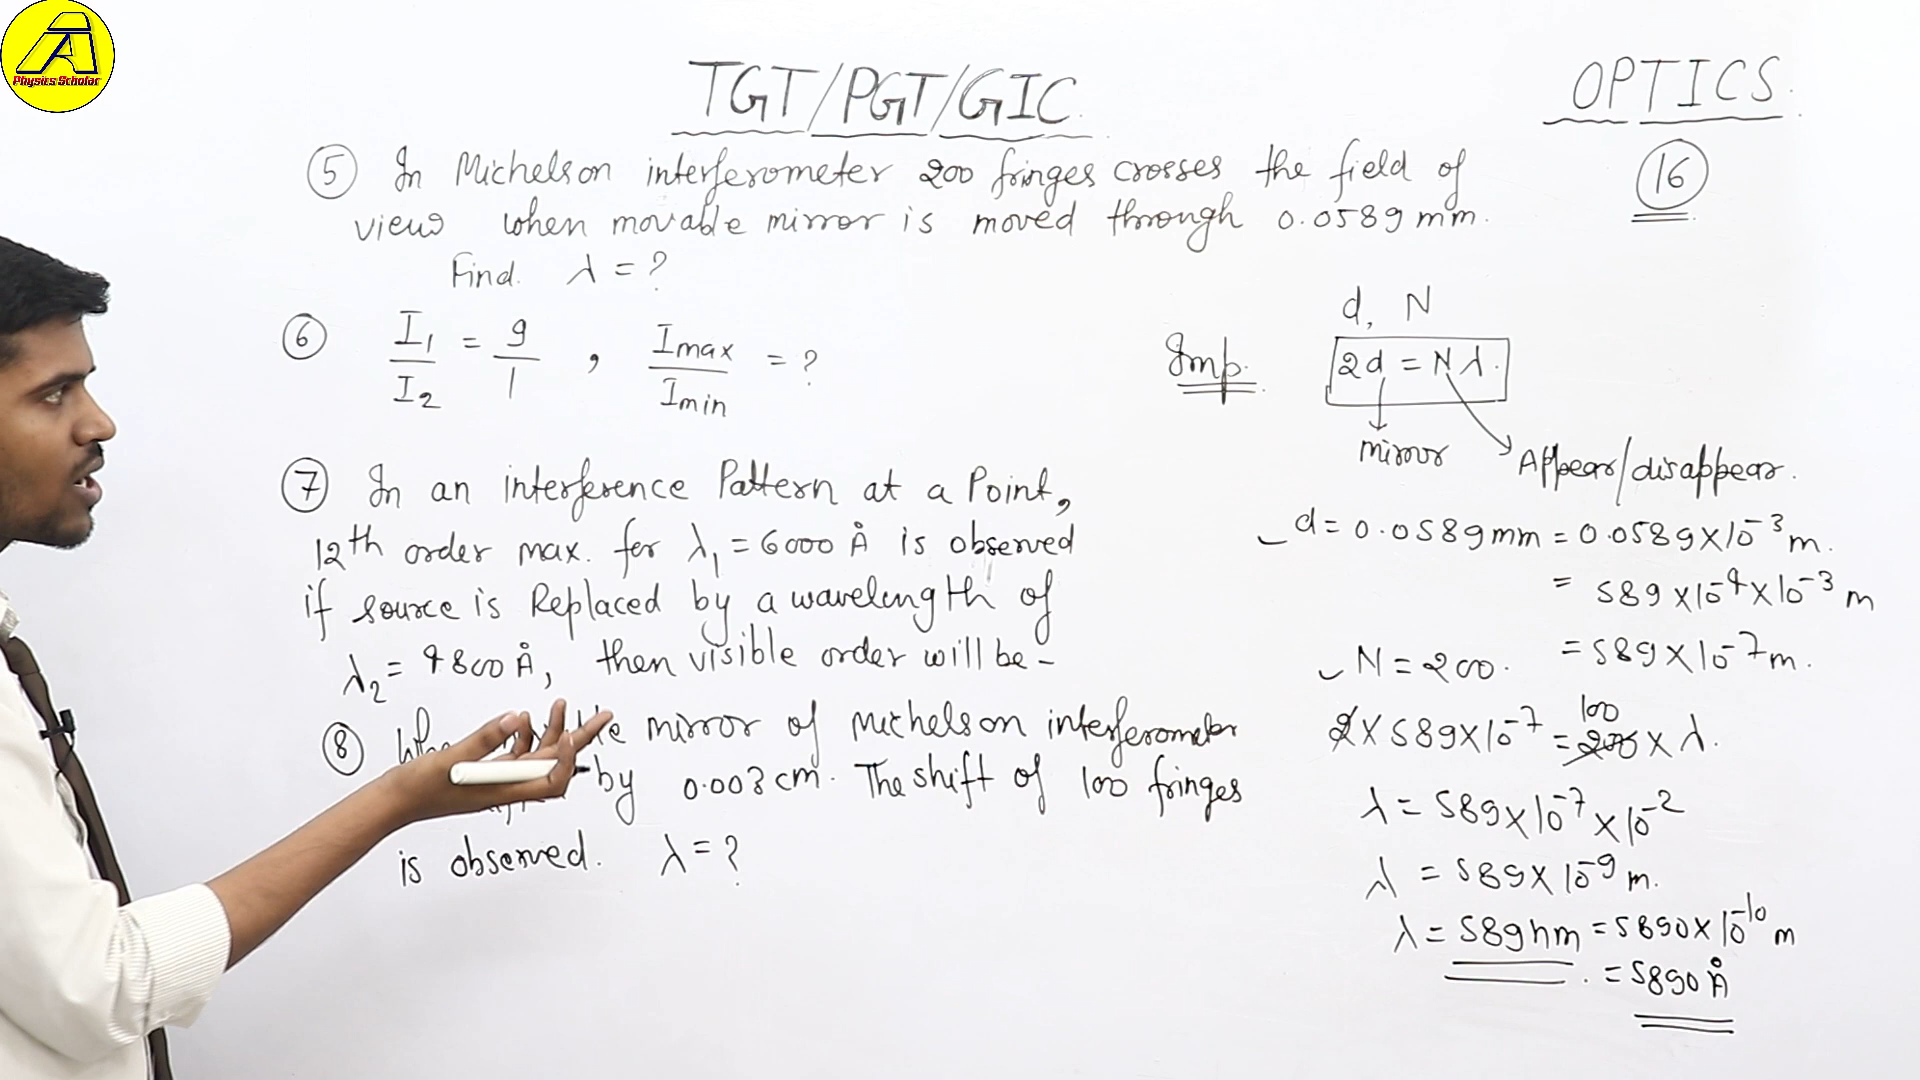 A
Physics Scholar
TGT/PGT/GIC
OPTICS
16
5 In Michelson interferometer 200 fringes crosses the field of
view when movable mirror is moved through 0.0589 mm.
Find. λ = ?
6 I1/I2 = 9/1 , Imax/Imin = ?
7 In an interference Pattern at a Point,
12th order max. for λ1 = 6000 Å is observed
if source is Replaced by a wavelength of
λ2 = 4800 Å, then visible order will be -
8 the mirror of Michelson interferometer
by 0.003 cm. The shift of 100 fringes
is observed. λ = ?
d, N
Imp. 2d = Nλ.
mirror
Appear/disappear.
d = 0.0589 mm = 0.0589 × 10⁻³ m.
= 589 × 10⁻⁴ × 10⁻³ m
= 589 × 10⁻⁷ m.
N = 200.
2 × 589 × 10⁻⁷ = 200 × λ.
100
λ = 589 × 10⁻⁷ × 10⁻²
λ = 589 × 10⁻⁹ m.
λ = 589 nm = 5890 × 10⁻¹⁰ m
= 5890 Å